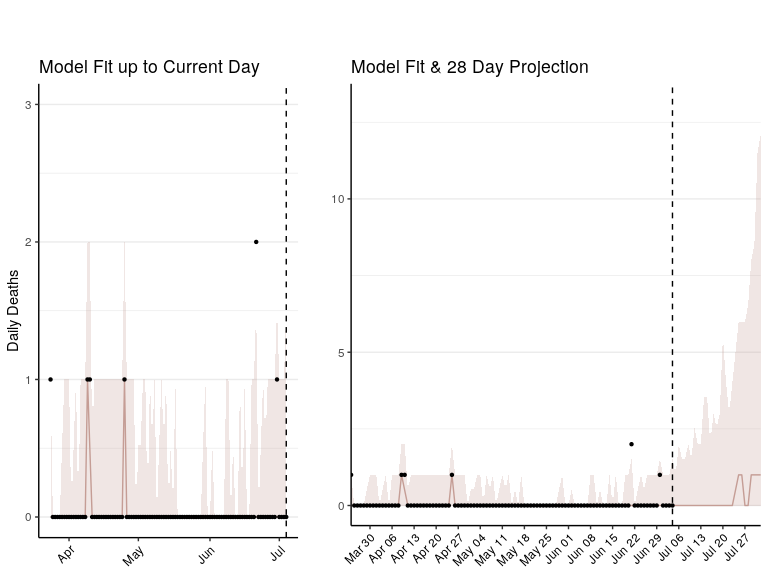 Model Fit up to Current Day
Daily Deaths
3
2
1
0
Apr
May
Jun
Jul
Model Fit & 28 Day Projection
10
5
0
Mar 30
Apr 06
Apr 13
Apr 20
Apr 27
May 04
May 11
May 18
May 25
Jun 01
Jun 08
Jun 15
Jun 22
Jun 29
Jul 06
Jul 13
Jul 20
Jul 27